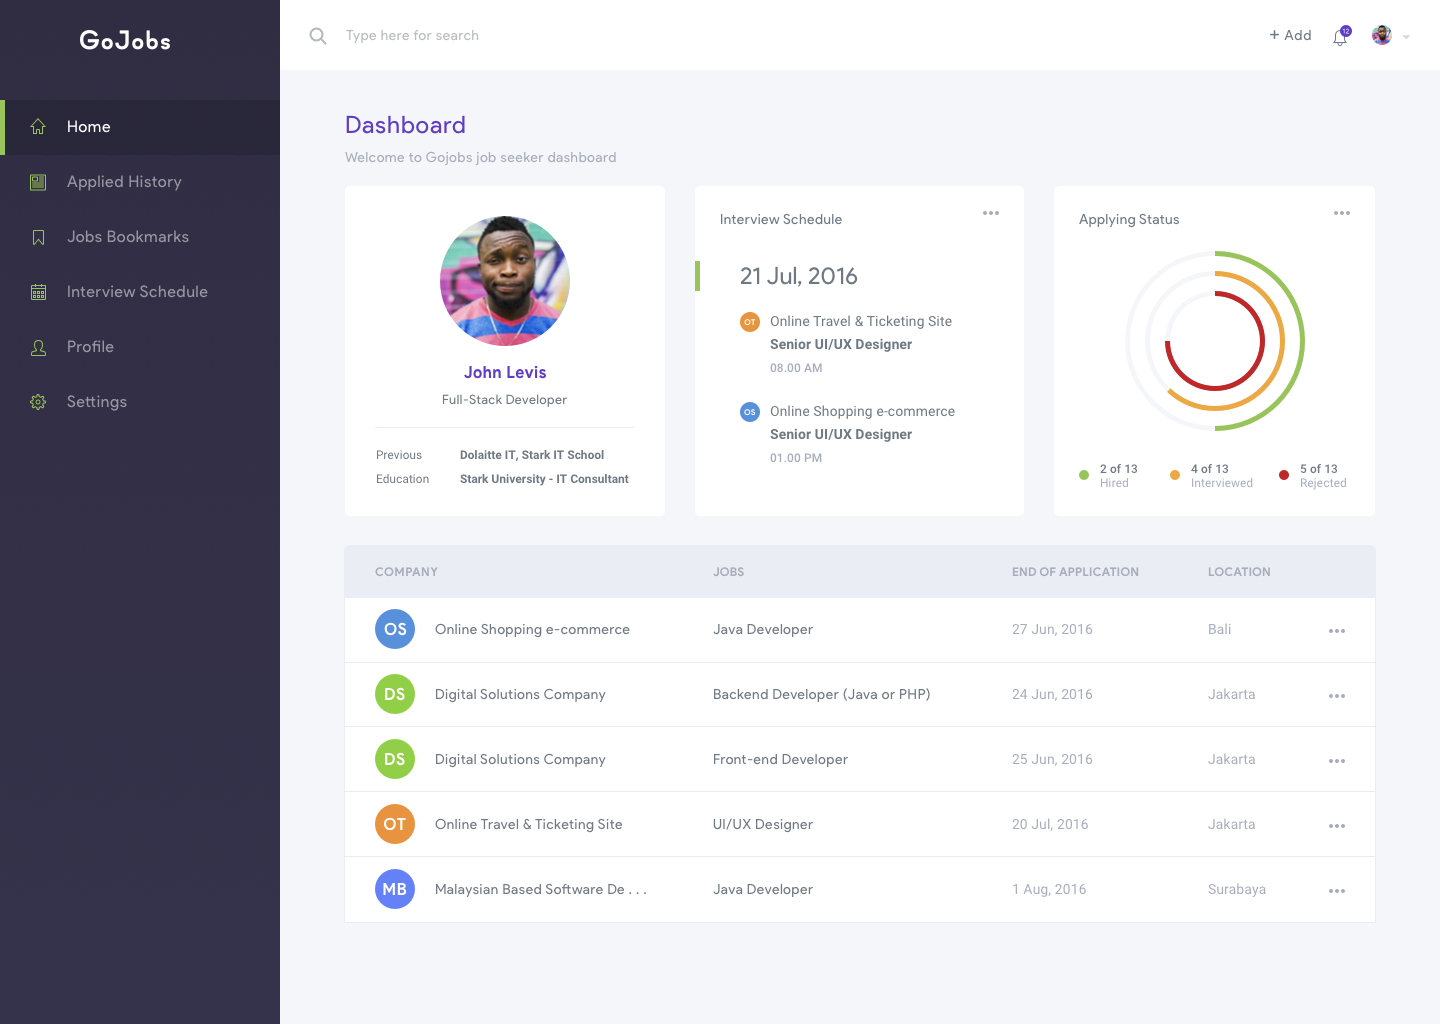 GoJobs
Type here for search
+ Add
12
Home
Applied History
Jobs Bookmarks
Interview Schedule
Profile
Settings
Dashboard
Welcome to Gojobs job seeker dashboard
John Levis
Full-Stack Developer
Previous Dolaitte IT, Stark IT School
Education Stark University - IT Consultant
Interview Schedule
21 Jul, 2016
OT Online Travel & Ticketing Site
Senior UI/UX Designer
08.00 AM
OS Online Shopping e-commerce
Senior UI/UX Designer
01.00 PM
Applying Status
2 of 13
Hired
4 of 13
Interviewed
5 of 13
Rejected
COMPANY JOBS END OF APPLICATION LOCATION
OS Online Shopping e-commerce Java Developer 27 Jun, 2016 Bali
DS Digital Solutions Company Backend Developer (Java or PHP) 24 Jun, 2016 Jakarta
DS Digital Solutions Company Front-end Developer 25 Jun, 2016 Jakarta
OT Online Travel & Ticketing Site UI/UX Designer 20 Jul, 2016 Jakarta
MB Malaysian Based Software De . . . Java Developer 1 Aug, 2016 Surabaya